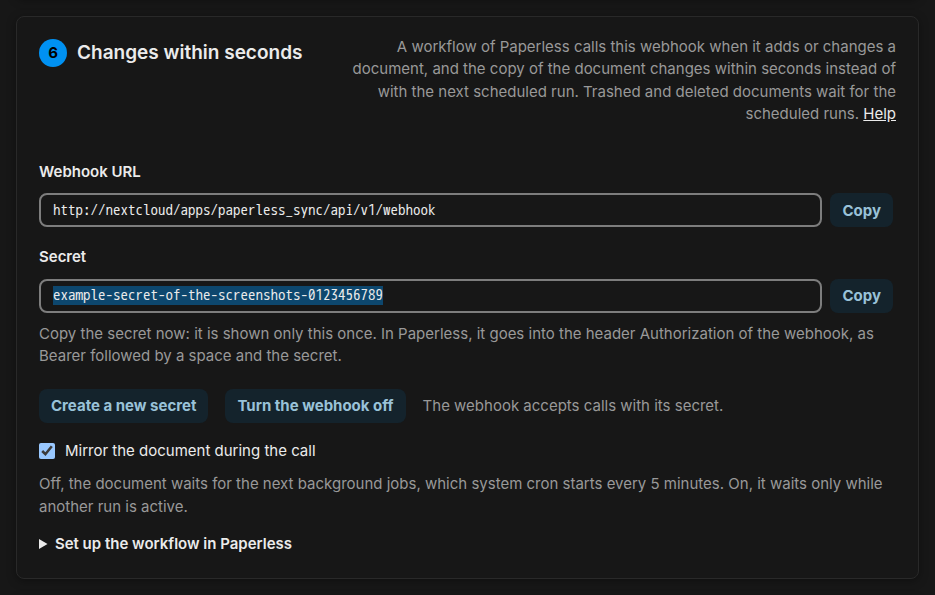 6 Changes within seconds
A workflow of Paperless calls this webhook when it adds or changes a
document, and the copy of the document changes within seconds instead of
with the next scheduled run. Trashed and deleted documents wait for the
scheduled runs. Help
Webhook URL
http://nextcloud/apps/paperless_sync/api/v1/webhook
Copy
Secret
example-secret-of-the-screenshots-0123456789
Copy
Copy the secret now: it is shown only this once. In Paperless, it goes into the header Authorization of the webhook, as
Bearer followed by a space and the secret.
Create a new secret
Turn the webhook off
The webhook accepts calls with its secret.
Mirror the document during the call
Off, the document waits for the next background jobs, which system cron starts every 5 minutes. On, it waits only while
another run is active.
Set up the workflow in Paperless